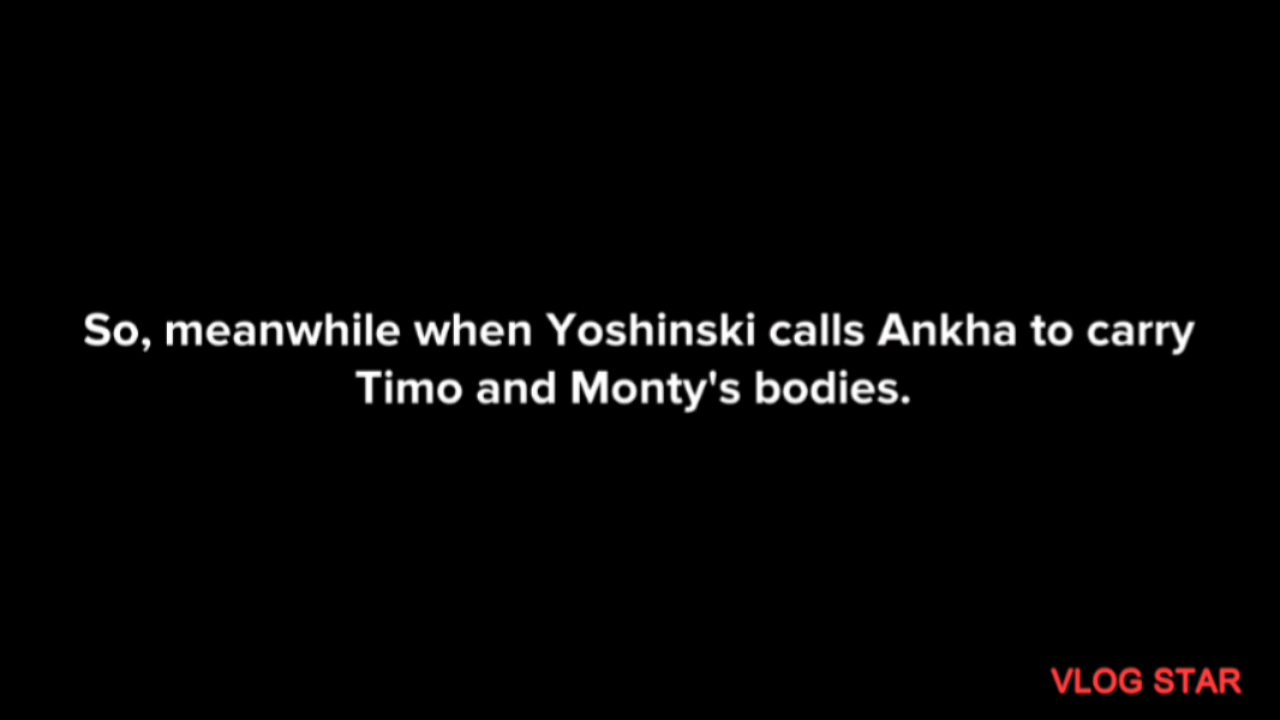 So, meanwhile when Yoshinski calls Ankha to carry
Timo and Monty's bodies.
VLOG STAR